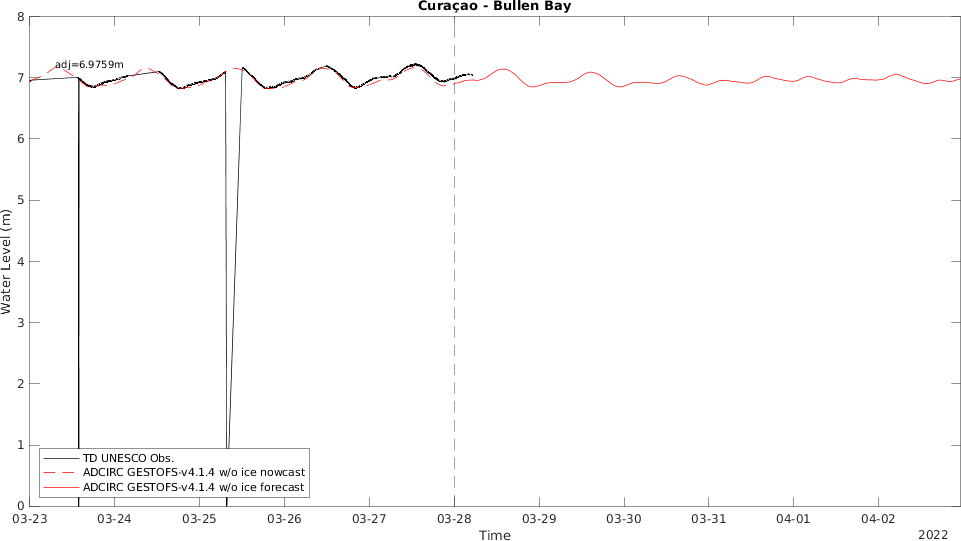 Curaçao - Bullen Bay
8
7
6
5
4
3
2
1
0
Water Level (m)
adj=6.9759m
TD UNESCO Obs.
ADCIRC GESTOFS-v4.1.4 w/o ice nowcast
ADCIRC GESTOFS-v4.1.4 w/o ice forecast
03-23 03-24 03-25 03-26 03-27 03-28 03-29 03-30 03-31 04-01 04-02
Time
2022